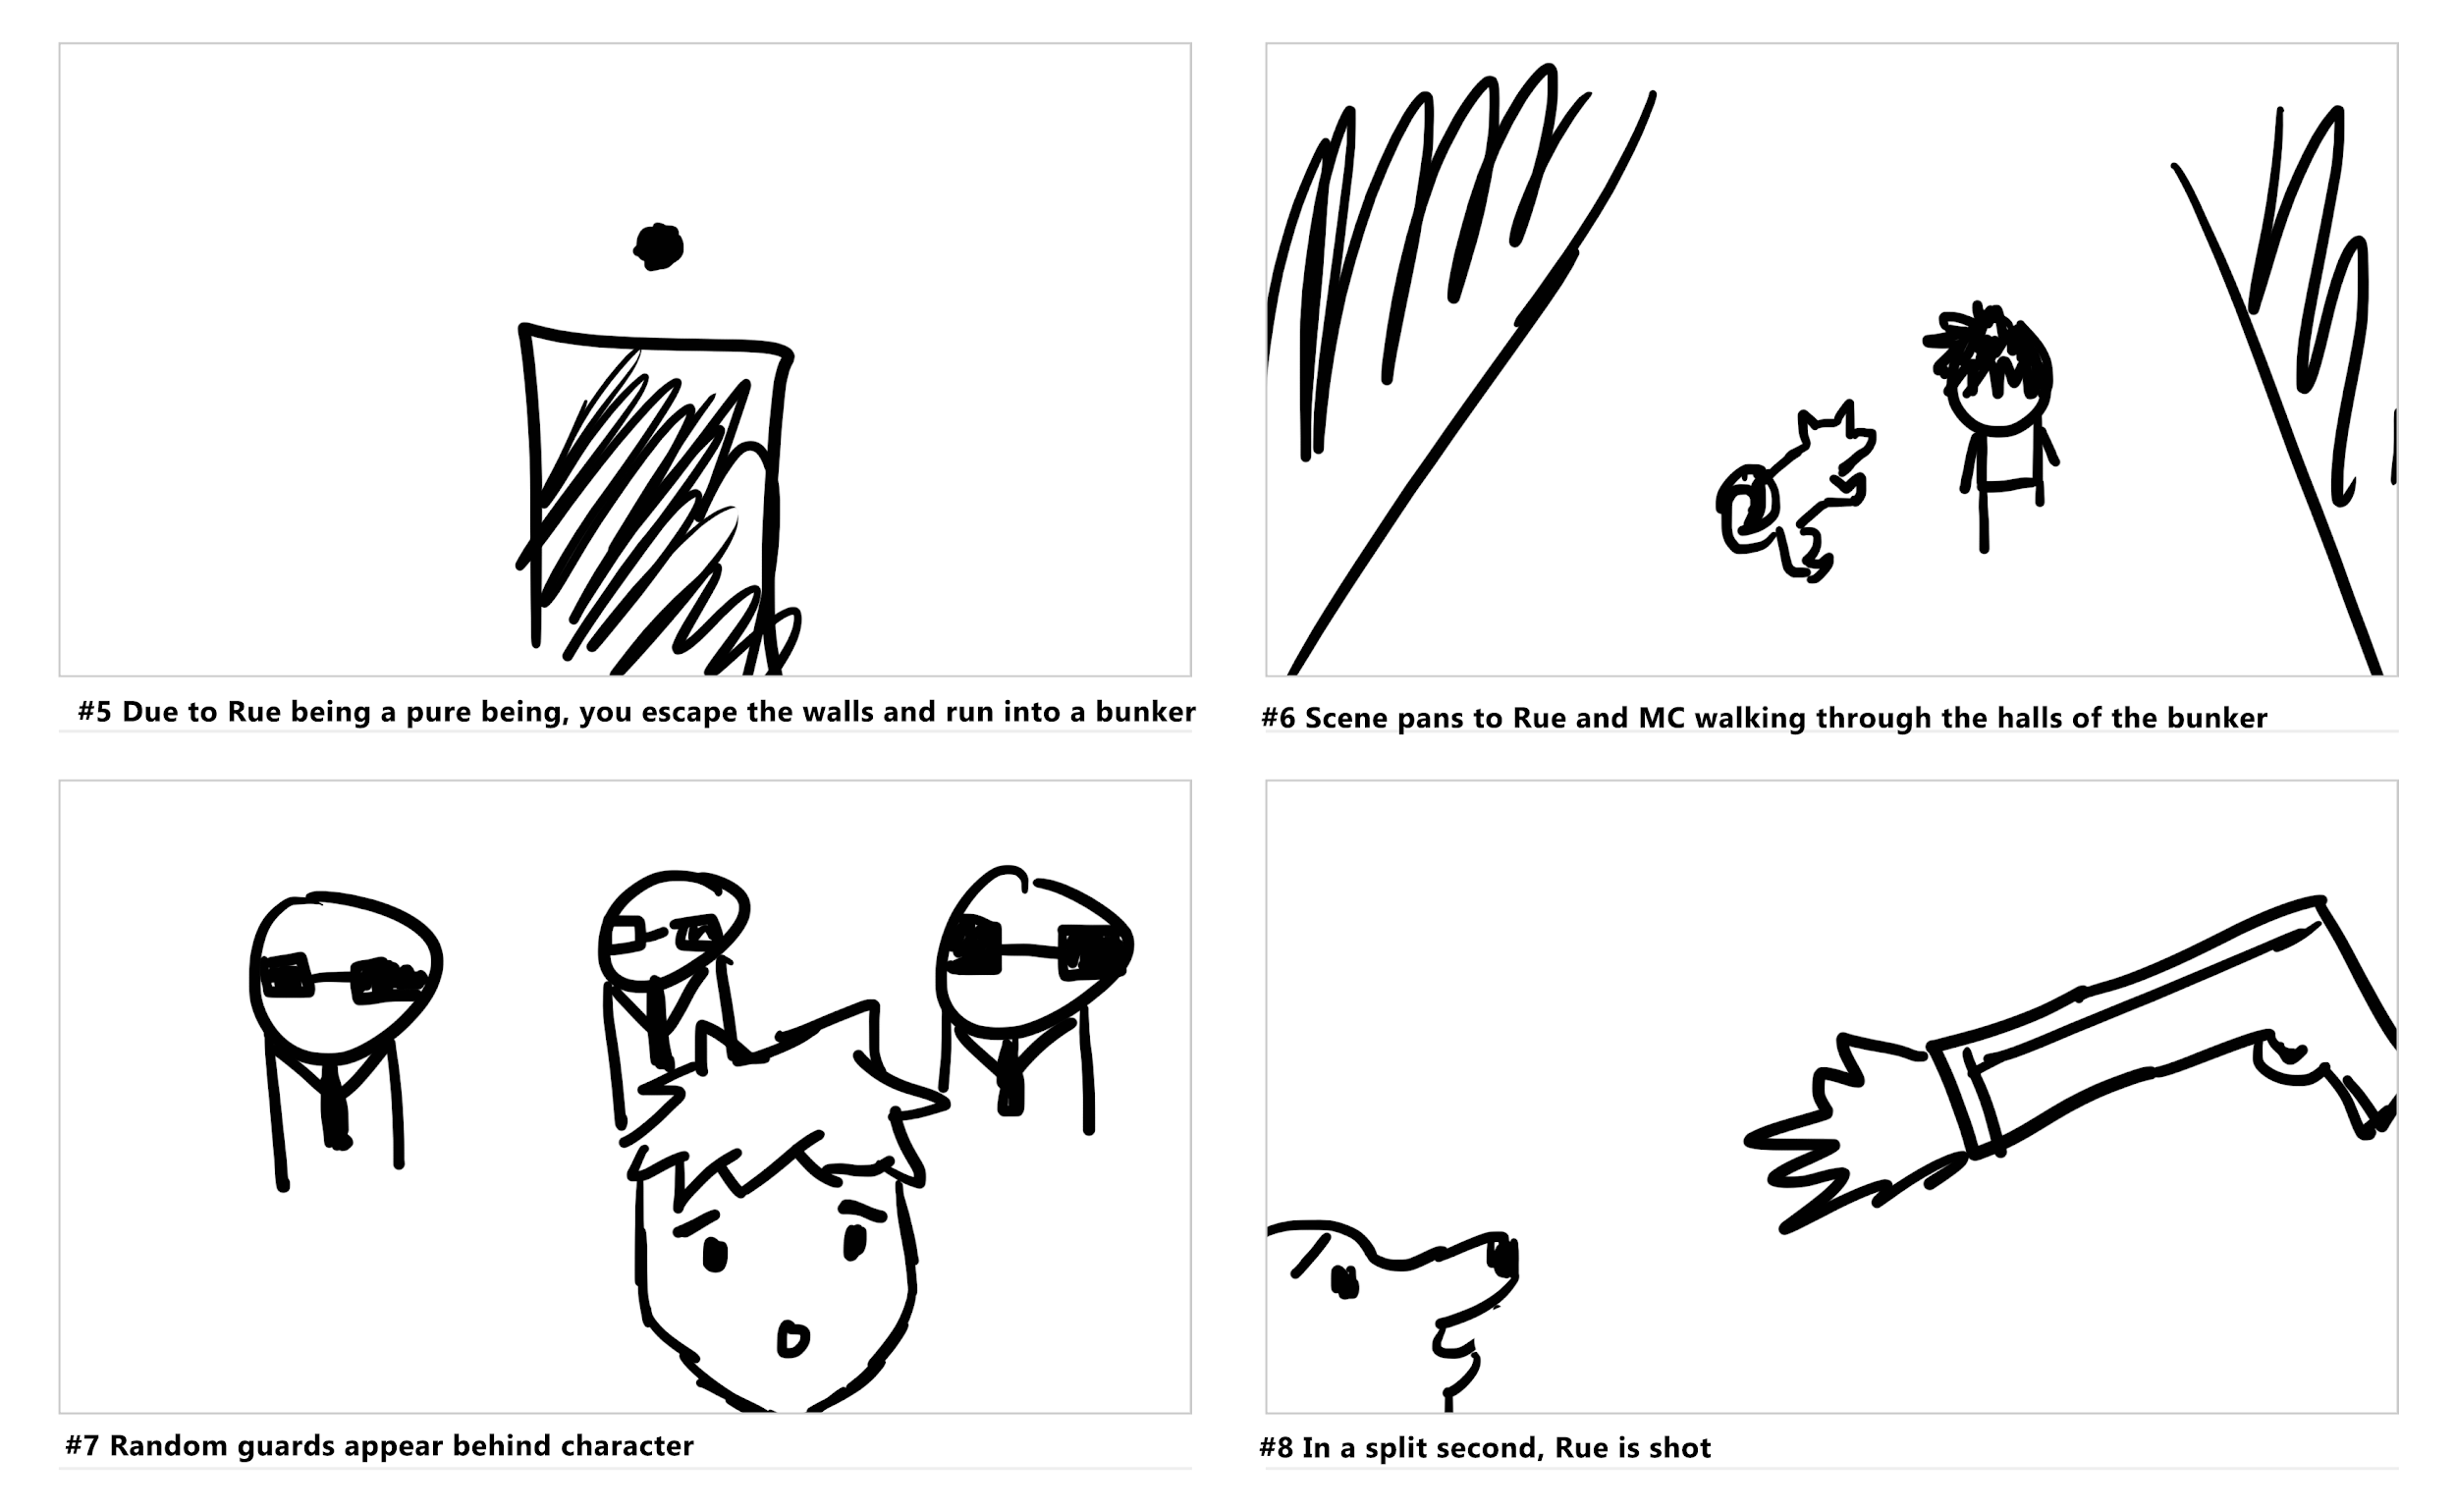 #5 Due to Rue being a pure being, you escape the walls and run into a bunker
#6 Scene pans to Rue and MC walking through the halls of the bunker
#7 Random guards appear behind character
#8 In a split second, Rue is shot